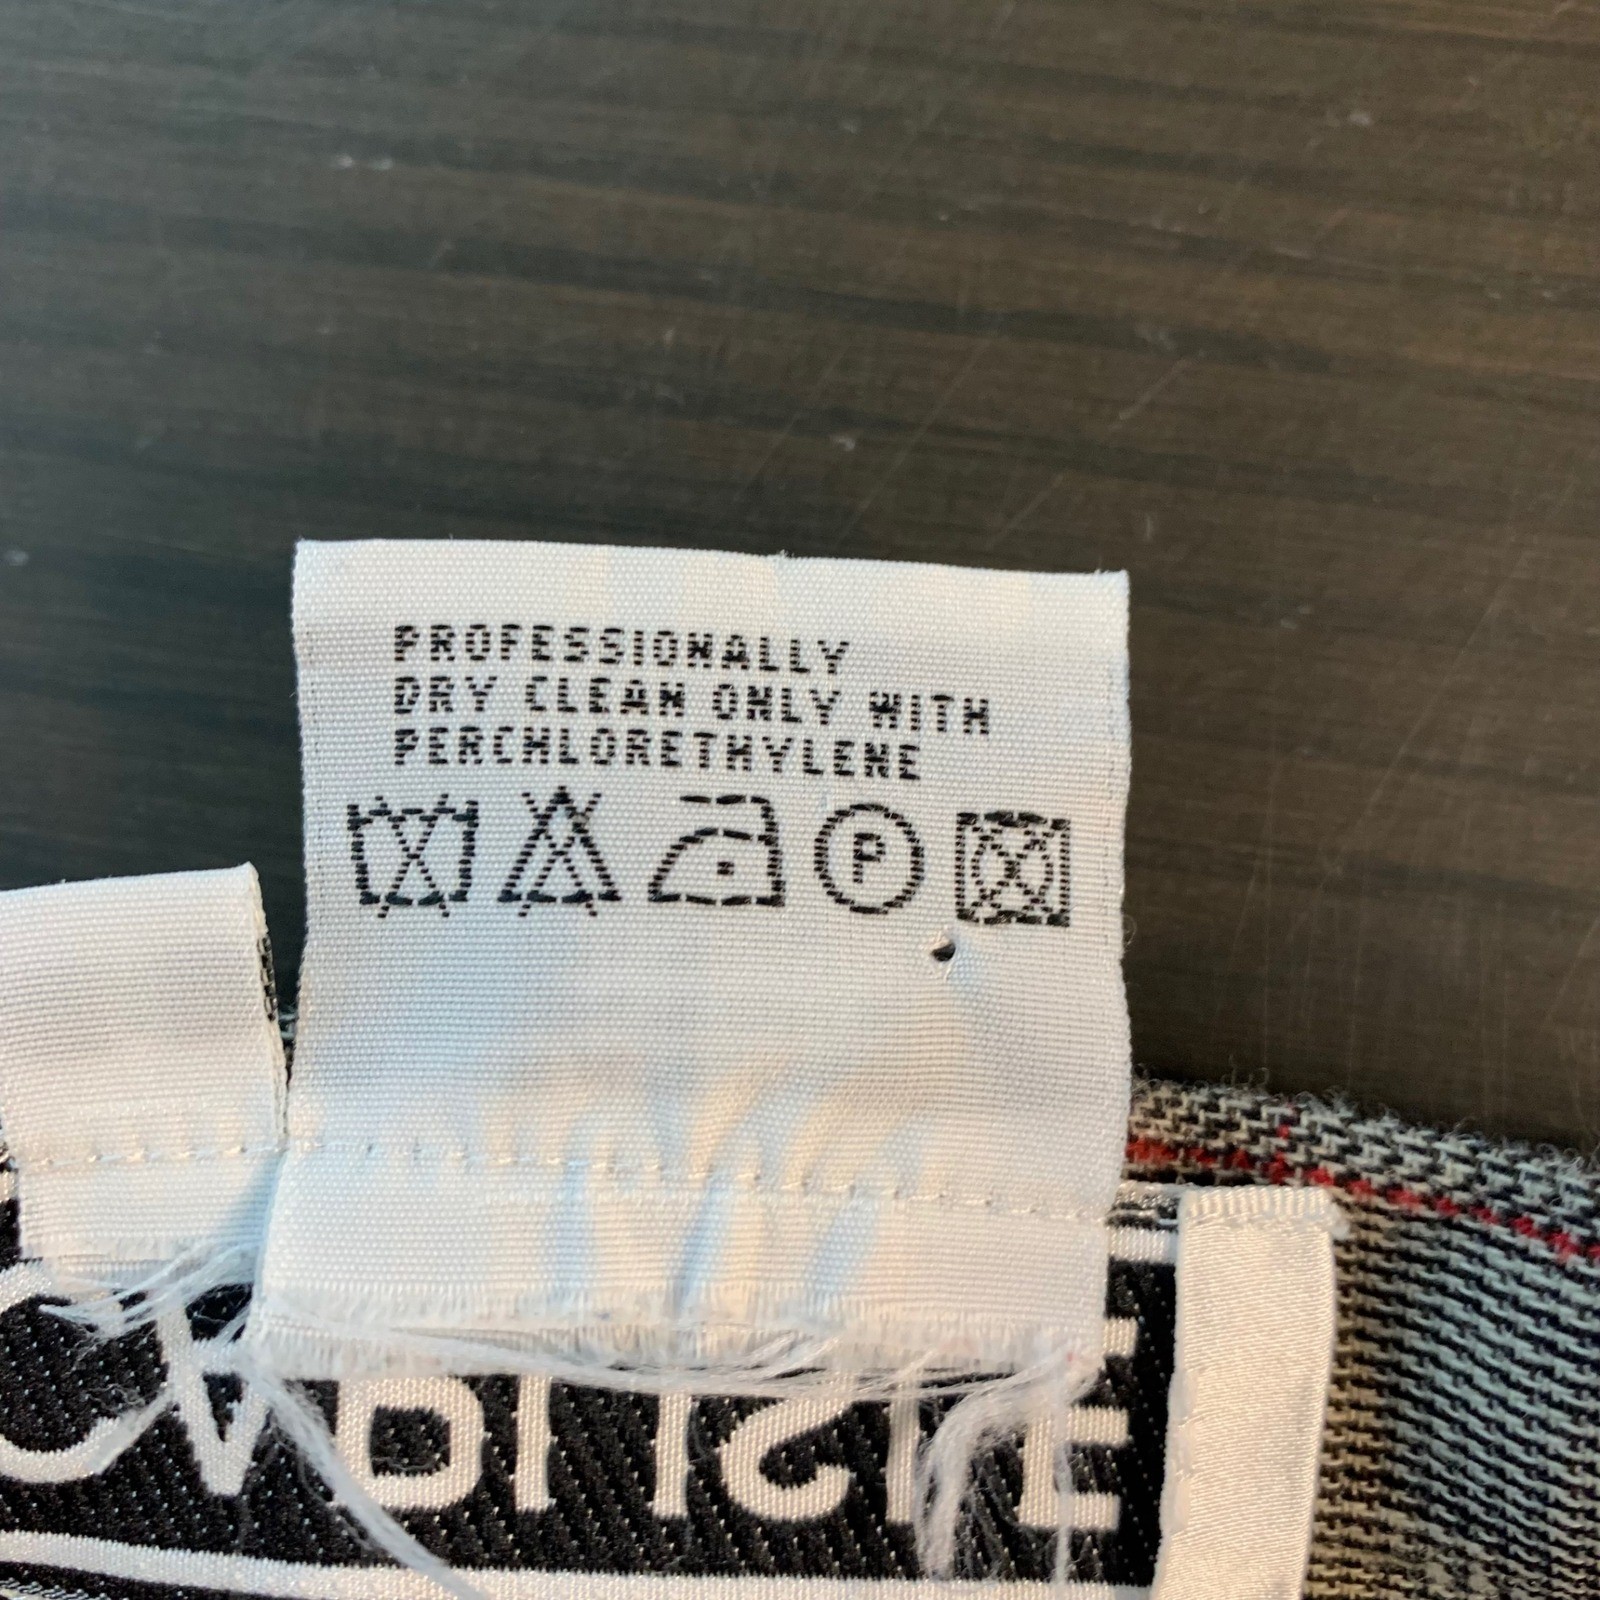 PROFESSIONALLY
DRY CLEAN ONLY WITH
PERCHLORETHYLENE
P